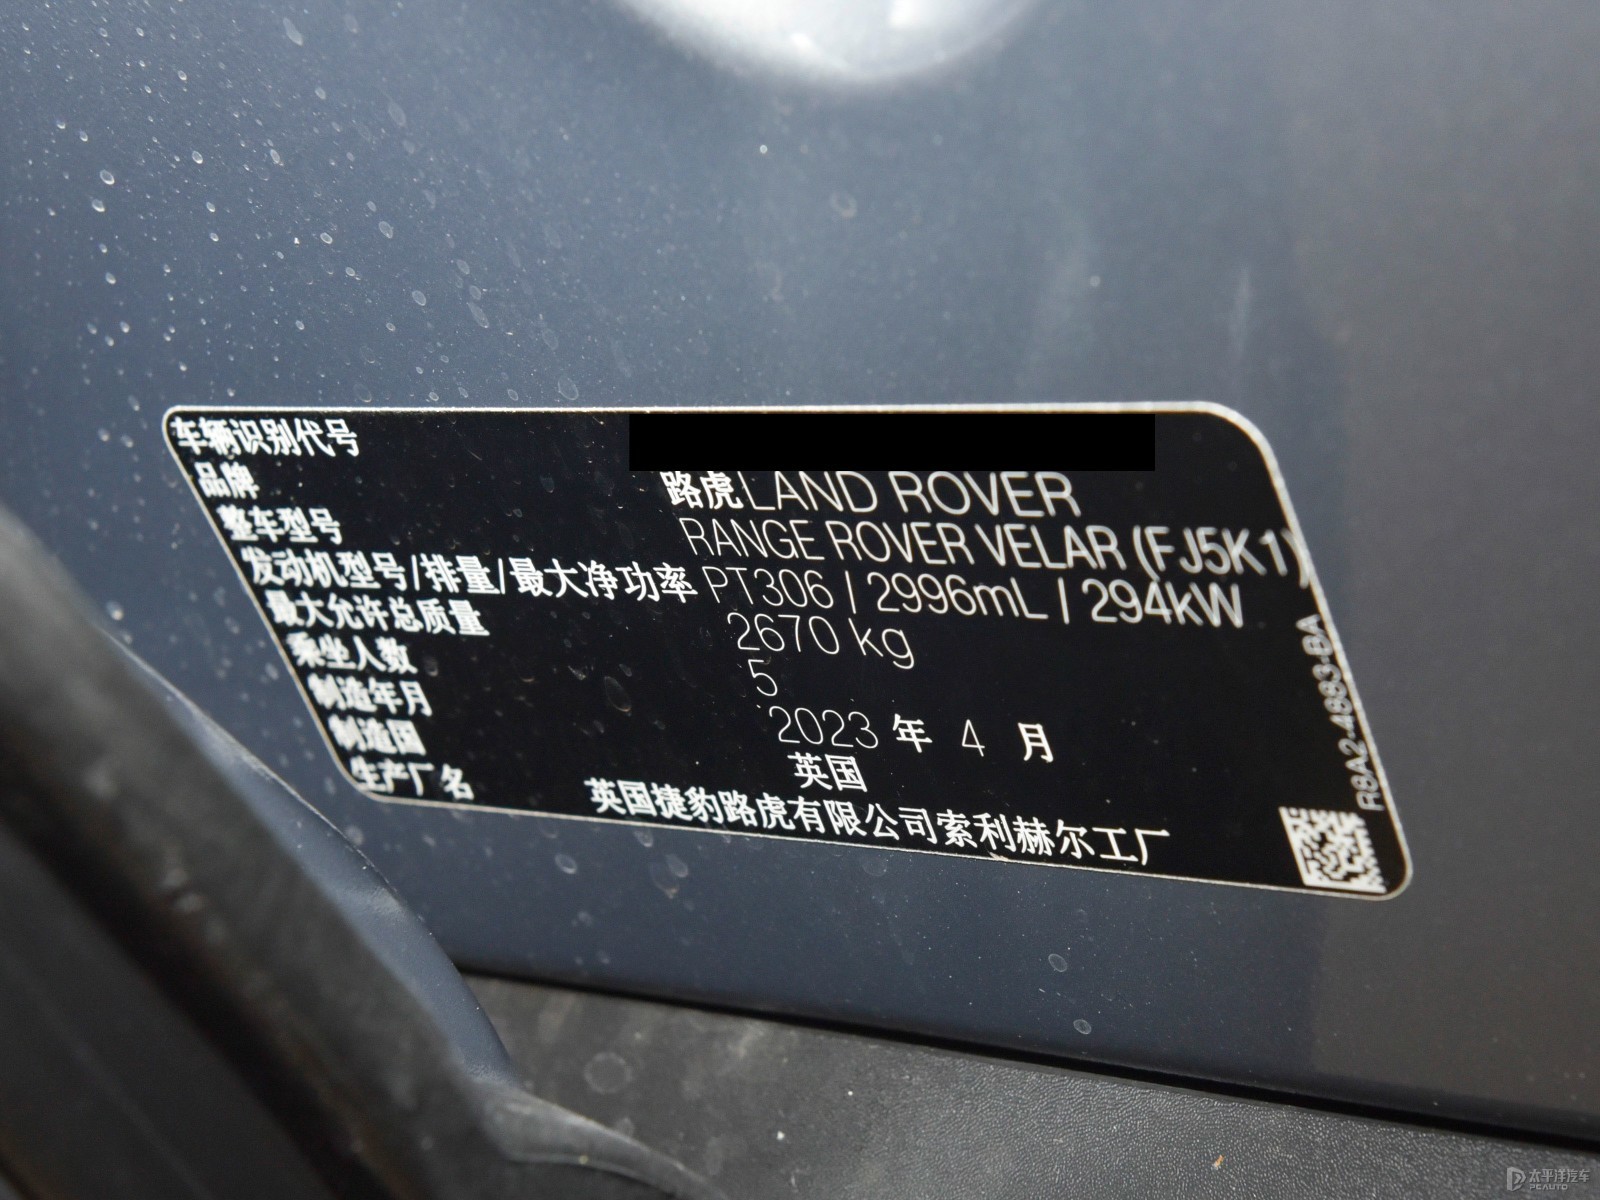 车辆识别代号
品牌 路虎LAND ROVER
整车型号 RANGE ROVER VELAR (FJ5K1)
发动机型号/排量/最大净功率 PT306 | 2996mL | 294kW
最大允许总质量 2670 kg
乘坐人数 5
制造年月 2023 年 4 月
制造国 英国
生产厂名 英国捷豹路虎有限公司索利赫尔工厂
R8A2-4883-BA
太平洋汽车
PCAUTO